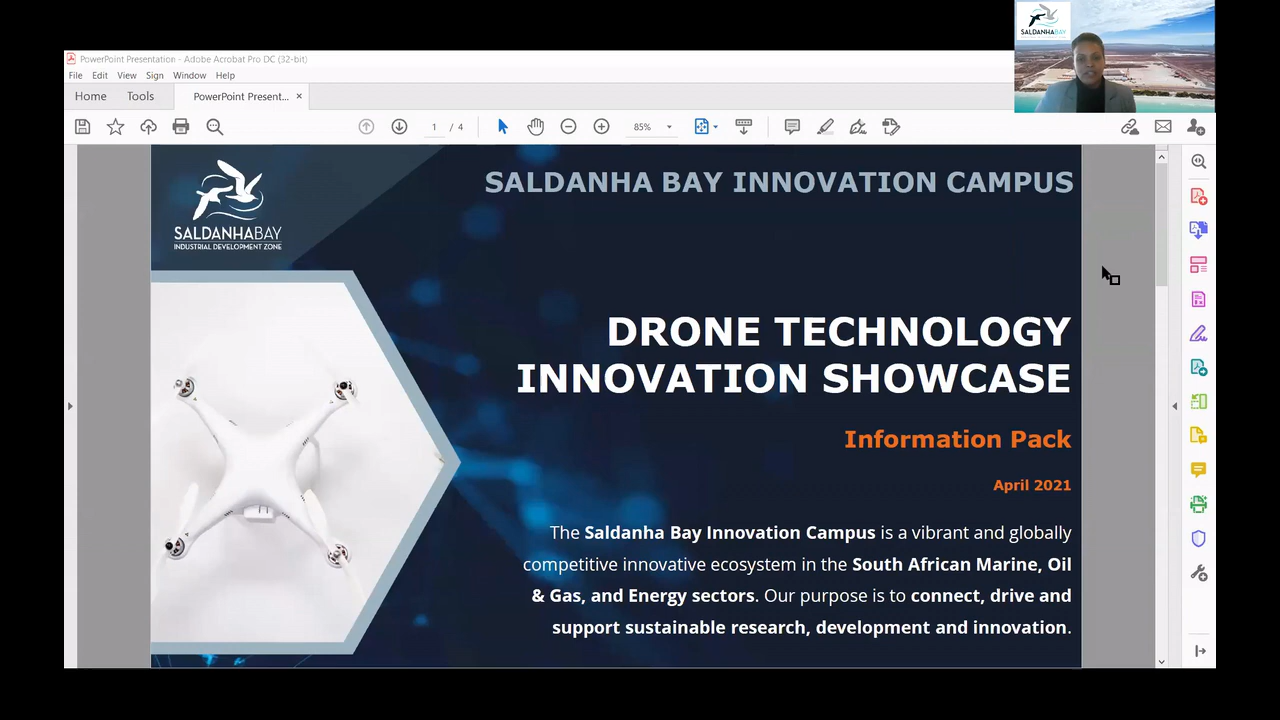 SALDANHABAY
PowerPoint Presentation - Adobe Acrobat Pro DC (32-bit)
File Edit View Sign Window Help
Home Tools PowerPoint Present... ×
1 / 4 85%
SALDANHA BAY INNOVATION CAMPUS
SALDANHABAY
INDUSTRIAL DEVELOPMENT ZONE
DRONE TECHNOLOGY
INNOVATION SHOWCASE
Information Pack
April 2021
The Saldanha Bay Innovation Campus is a vibrant and globally
competitive innovative ecosystem in the South African Marine, Oil
& Gas, and Energy sectors. Our purpose is to connect, drive and
support sustainable research, development and innovation.